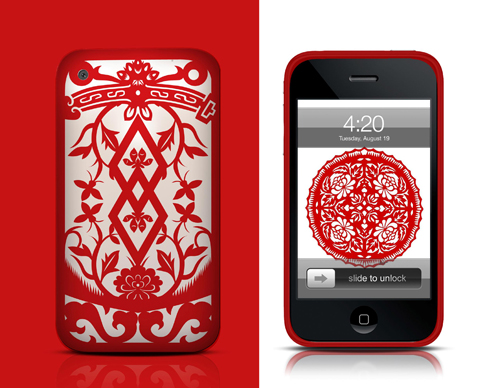 4:20
Tuesday, August 19
slide to unlock